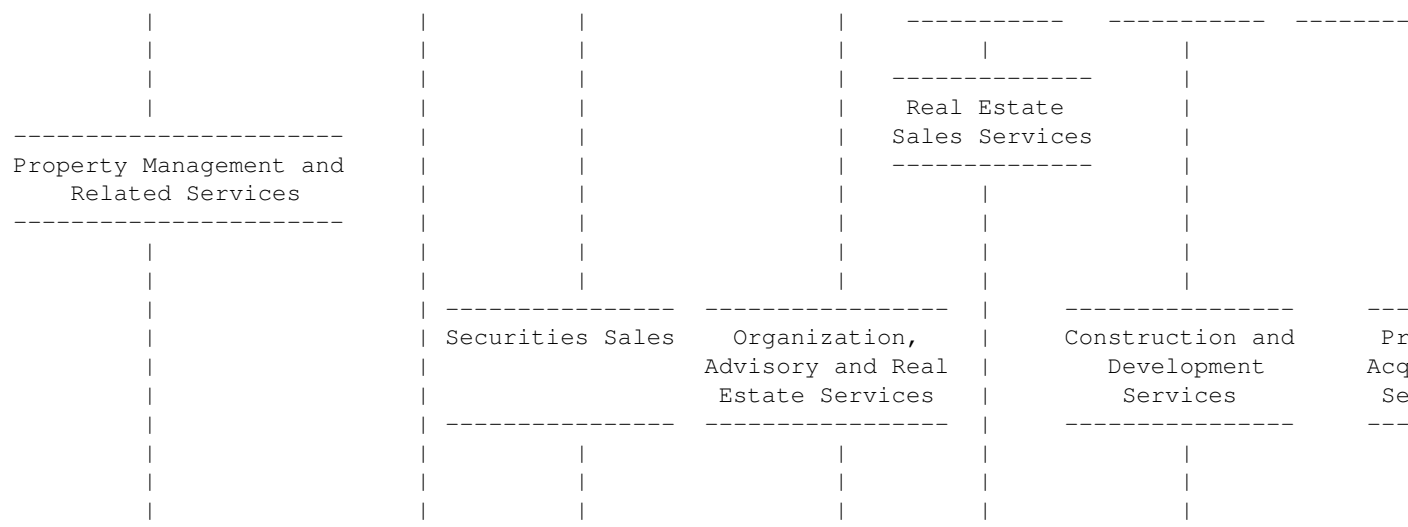 Real Estate
Sales Services
Property Management and
Related Services
Securities Sales
Organization,
Advisory and Real
Estate Services
Construction and
Development
Services